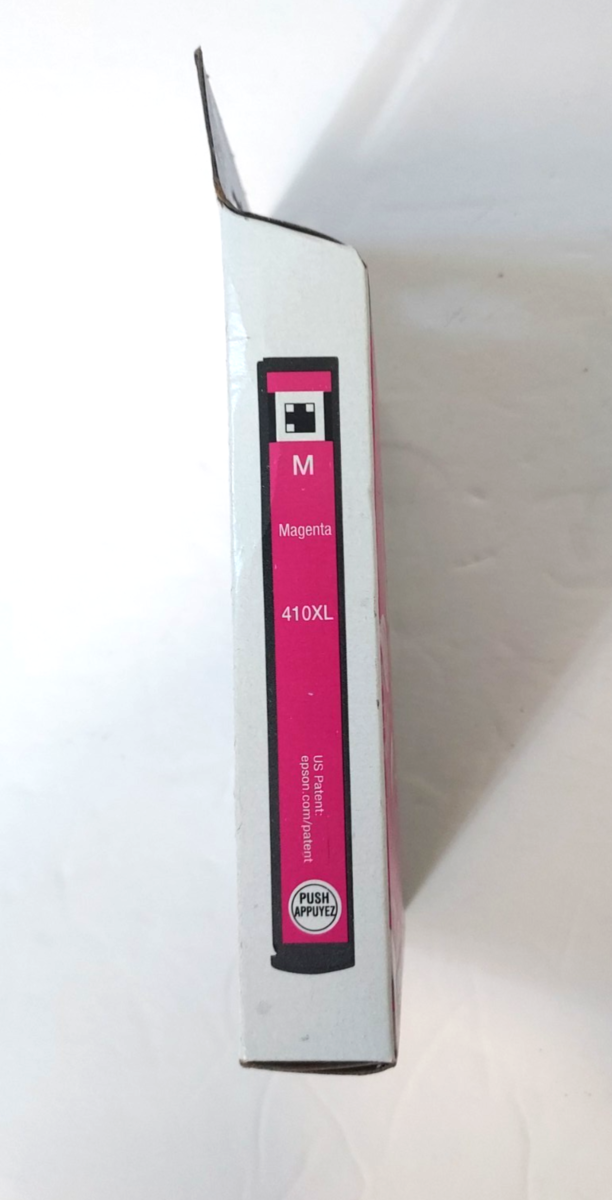 M
Magenta
410XL
US Patent:
epson.com/patent
PUSH
APPUYEZ